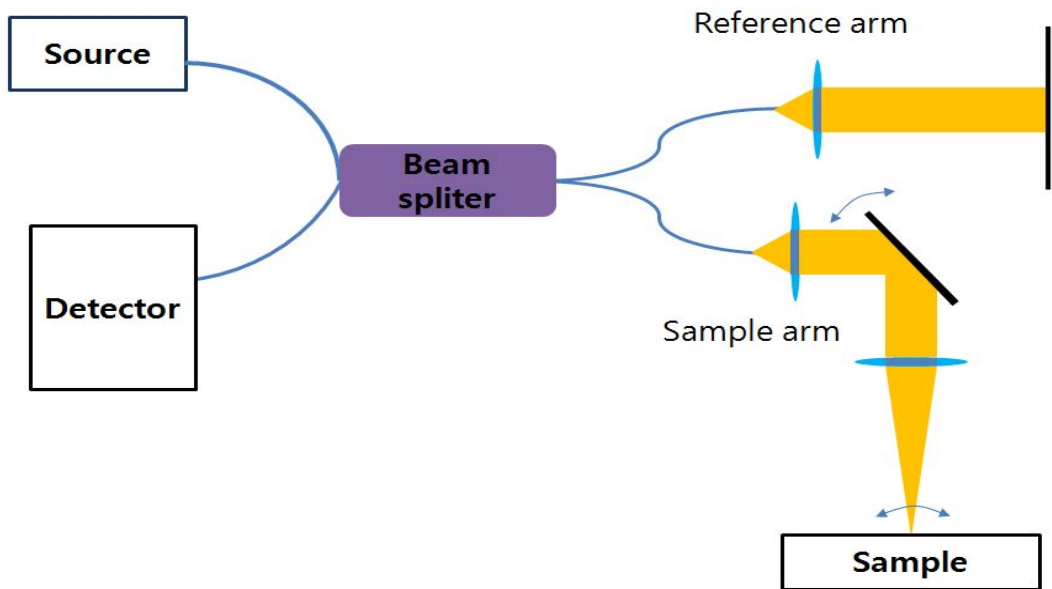 Source
Reference arm
Beam
spliter
Detector
Sample arm
Sample